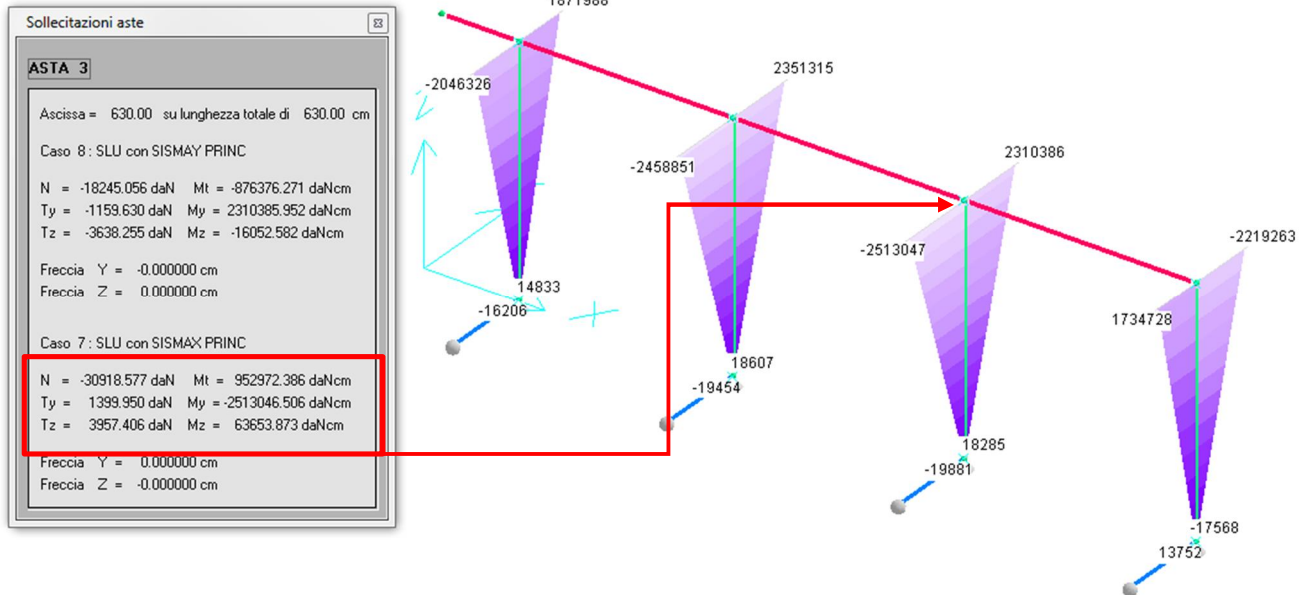 Sollecitazioni aste
ASTA 3
Ascissa = 630.00 su lunghezza totale di 630.00 cm
Caso 8 : SLU con SISMAY PRINC
N = -18245.056 daN Mt = -876376.271 daNcm
Ty = -1159.630 daN My = 2310385.952 daNcm
Tz = -3638.255 daN Mz = -16052.582 daNcm
Freccia Y = -0.000000 cm
Freccia Z = 0.000000 cm
Caso 7 : SLU con SISMAX PRINC
N = -30918.577 daN Mt = 952972.386 daNcm
Ty = 1399.950 daN My = -2513046.506 daNcm
Tz = 3957.406 daN Mz = 63653.873 daNcm
Freccia Y = 0.000000 cm
Freccia Z = -0.000000 cm
1871988
-2046326
Z
X
14833
-16206
2351315
-2458851
18607
-19454
2310386
-2513047
18285
-19881
-2219263
1734728
-17568
13752